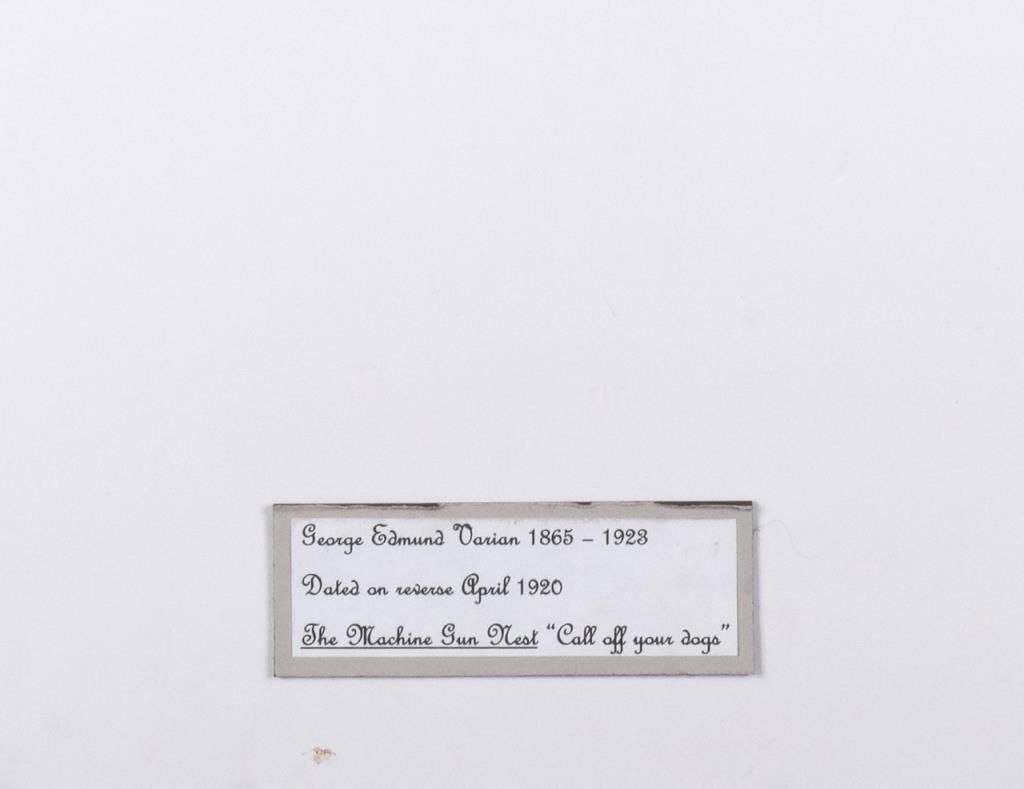 George Edmund Varian 1865 – 1923
Dated on reverse April 1920
The Machine Gun Nest “Call off your dogs”